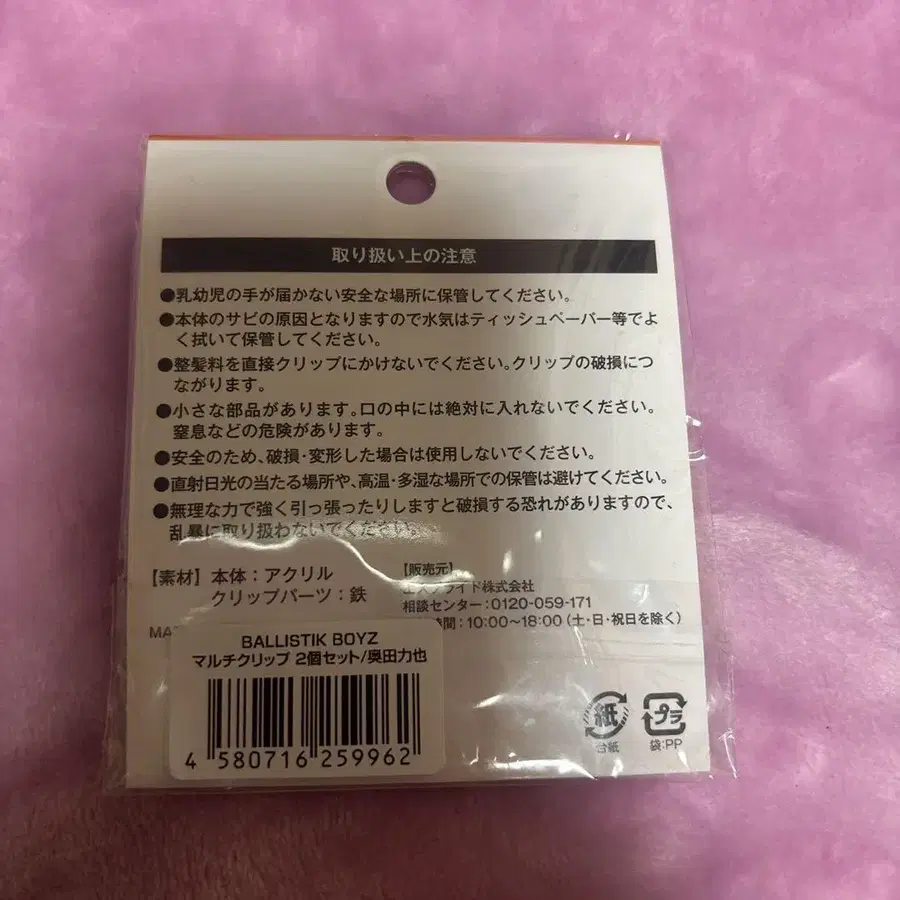 取り扱い上の注意
●乳幼児の手が届かない安全な場所に保管してください。
●本体のサビの原因となりますので水気はティッシュペーパー等でよ
く拭いて保管してください。
●整髪料を直接クリップにかけないでください。クリップの破損につ
ながります。
●小さな部品があります。口の中には絶対に入れないでください。
窒息などの危険があります。
●安全のため、破損・変形した場合は使用しないでください。
●直射日光の当たる場所や、高温・多湿な場所での保管は避けてください。
●無理な力で強く引っ張ったりしますと破損する恐れがありますので、
乱暴に取り扱わないでください。
【素材】本体：アクリル
クリップパーツ：鉄
【販売元】
エスケライド株式会社
相談センター：0120-059-171
時間：10:00〜18:00（土・日・祝日を除く）
MA
BALLISTIK BOYZ
マルチクリップ 2個セット/奥田力也
4 580716 259962
紙
台紙
プラ
袋:PP